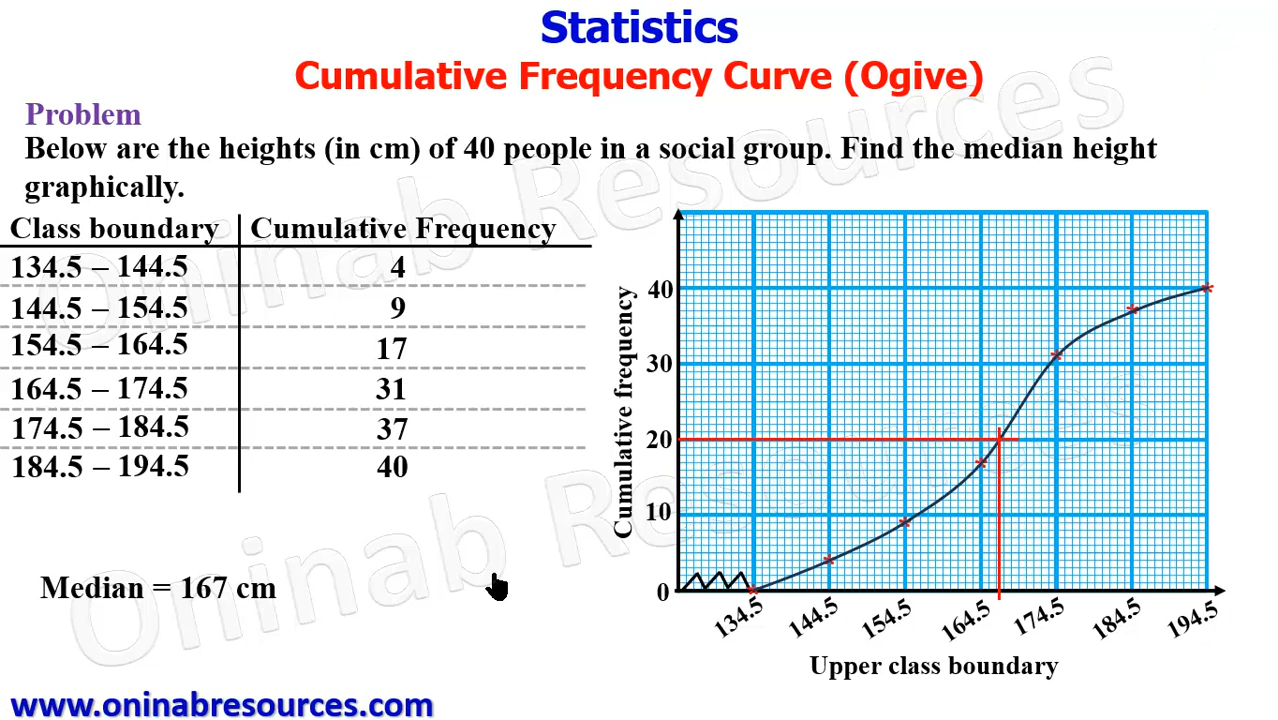 Statistics
Cumulative Frequency Curve (Ogive)
Problem
Below are the heights (in cm) of 40 people in a social group. Find the median height
graphically.
Class boundary Cumulative Frequency
134.5 – 144.5 4
144.5 – 154.5 9
154.5 – 164.5 17
164.5 – 174.5 31
174.5 – 184.5 37
184.5 – 194.5 40
Median = 167 cm
Cumulative frequency
40
30
20
10
0
134.5 144.5 154.5 164.5 174.5 184.5 194.5
Upper class boundary
Oninab Resources
Oninab Resources
www.oninabresources.com